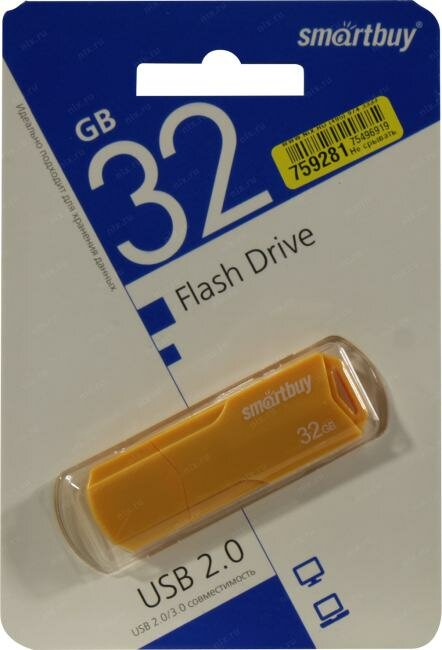 smartbuy®
GB
32
Идеально подходит для хранения данных
759281
75496919
Не срывать
Flash Drive
smartbuy
32GB
USB 2.0
USB 2.0/3.0 совместимость